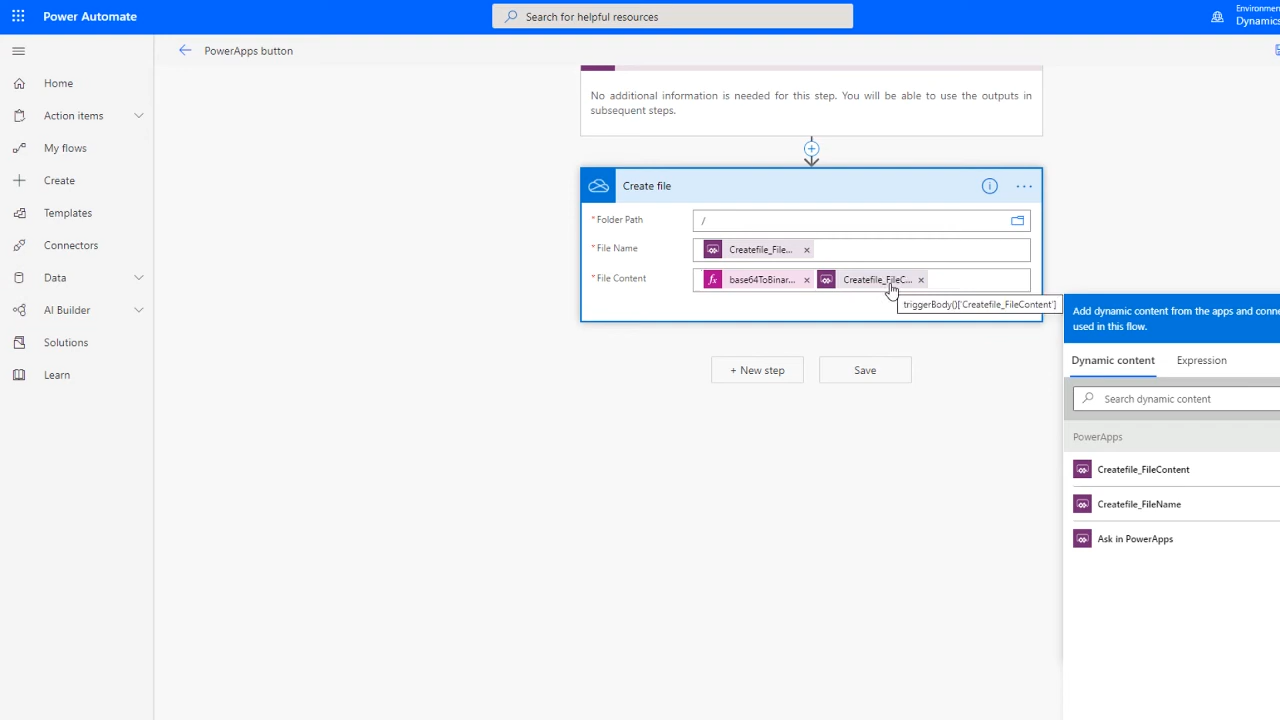 Power Automate
Search for helpful resources
Environmen
Dynamics
PowerApps button
Home
Action items
My flows
Create
Templates
Connectors
Data
AI Builder
Solutions
Learn
No additional information is needed for this step. You will be able to use the outputs in
subsequent steps.
Create file
* Folder Path
/
* File Name
Createfile_File...
* File Content
fx base64ToBinar...
Createfile_FileC...
triggerBody()['Createfile_FileContent']
+ New step
Save
Add dynamic content from the apps and conne
used in this flow.
Dynamic content
Expression
Search dynamic content
PowerApps
Createfile_FileContent
Createfile_FileName
Ask in PowerApps